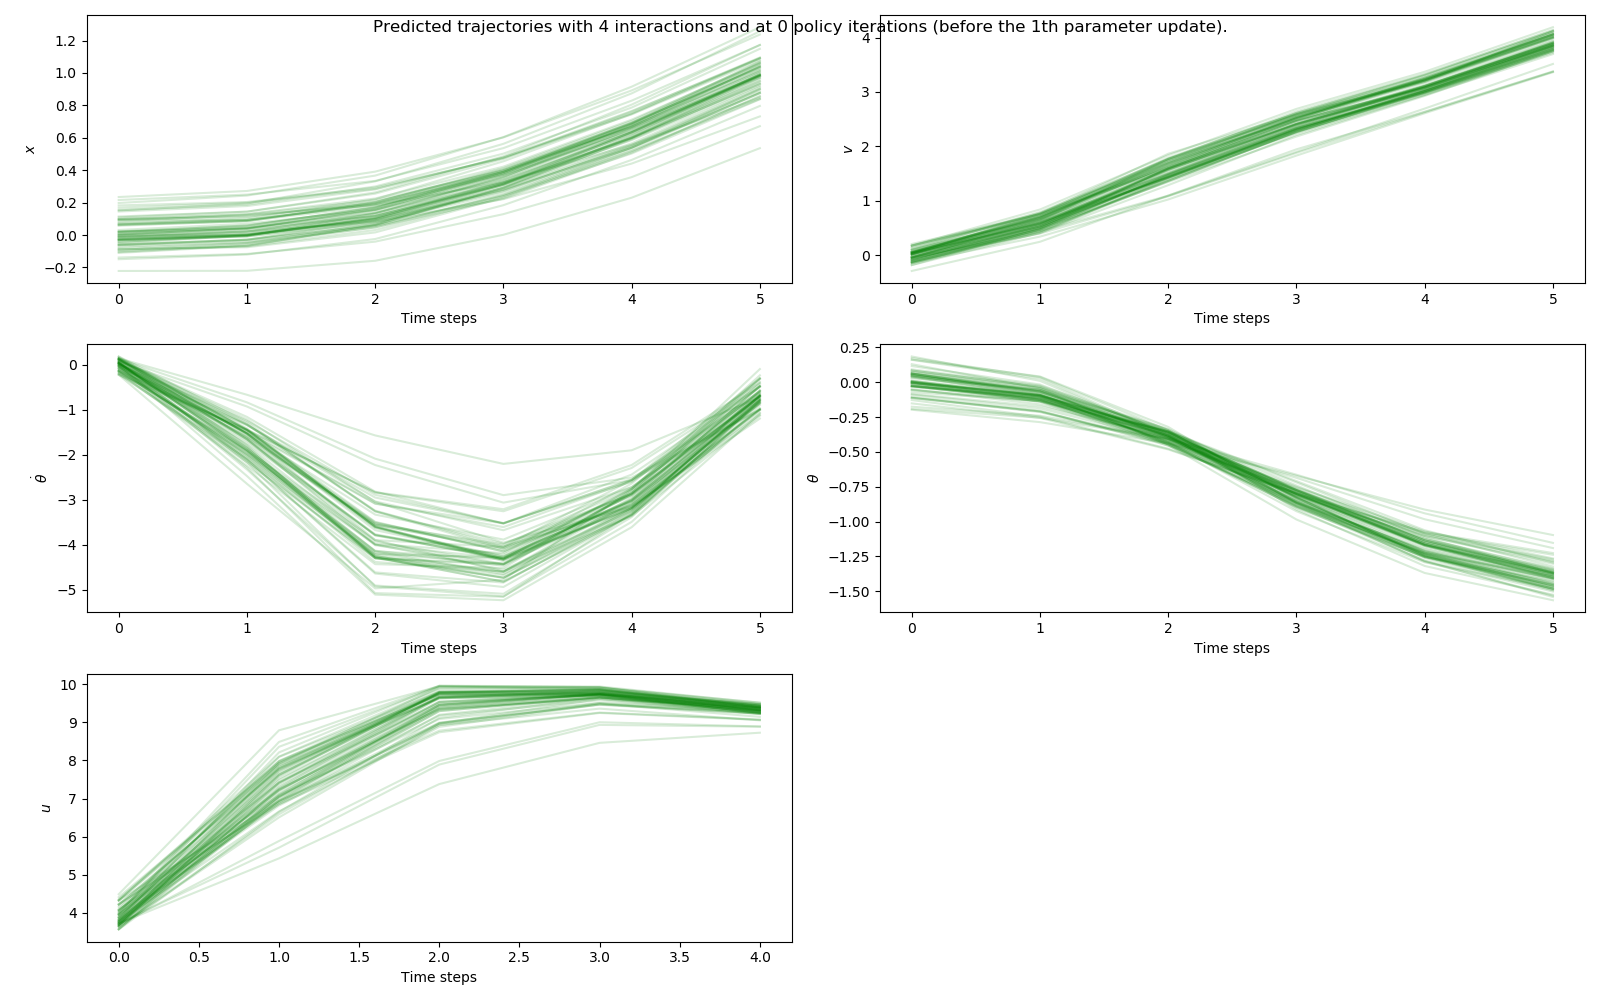 Predicted trajectories with 4 interactions and at 0 policy iterations (before the 1th parameter update).
1.2
1.0
0.8
0.6
0.4
0.2
0.0
−0.2
x
0 1 2 3 4 5
Time steps
4
3
2
1
0
v
0 1 2 3 4 5
Time steps
0
−1
−2
−3
−4
−5
θ̇
0 1 2 3 4 5
Time steps
0.25
0.00
−0.25
−0.50
−0.75
−1.00
−1.25
−1.50
θ
0 1 2 3 4 5
Time steps
10
9
8
7
6
5
4
u
0.0 0.5 1.0 1.5 2.0 2.5 3.0 3.5 4.0
Time steps